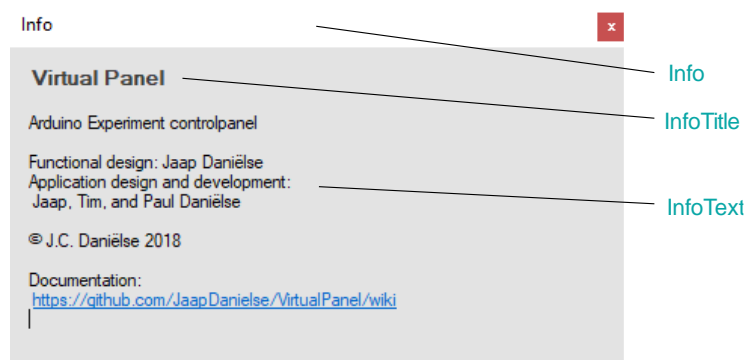 Info
x
Info
Virtual Panel
InfoTitle
Arduino Experiment controlpanel
Functional design: Jaap Daniëlse
Application design and development:
Jaap, Tim, and Paul Daniëlse
InfoText
© J.C. Daniëlse 2018
Documentation:
https://github.com/JaapDanielse/VirtualPanel/wiki